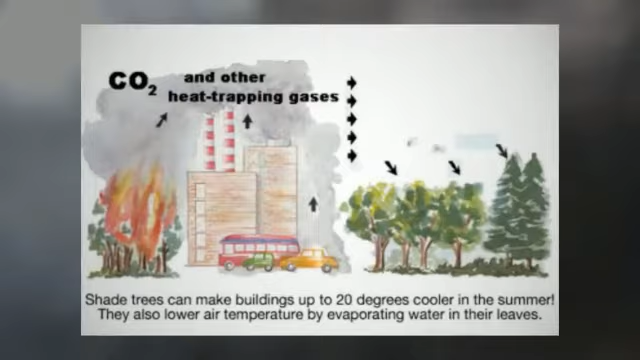 CO2 and other
heat-trapping gases
Shade trees can make buildings up to 20 degrees cooler in the summer!
They also lower air temperature by evaporating water in their leaves.